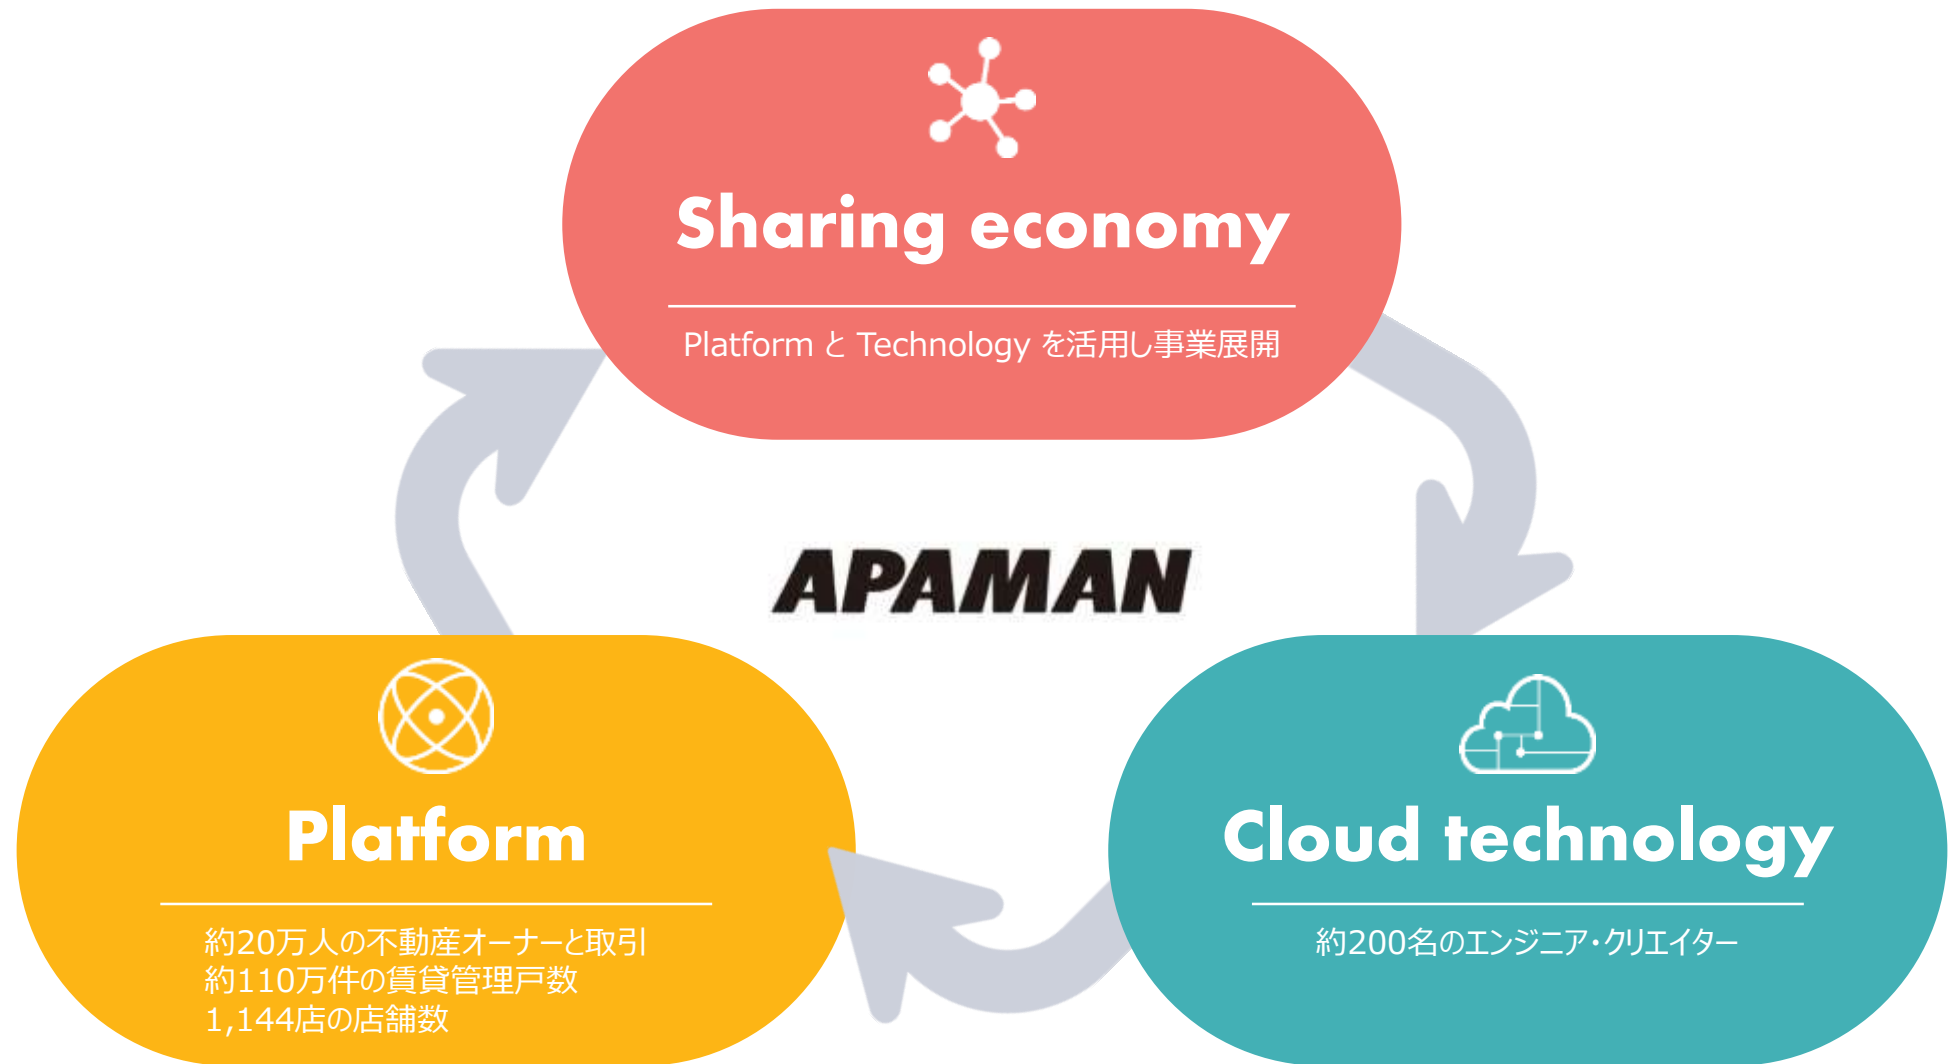 Sharing economy
Platform と Technology を活用し事業展開
APAMAN
Platform
約20万人の不動産オーナーと取引
約110万件の賃貸管理戸数
1,144店の店舗数
Cloud technology
約200名のエンジニア・クリエイター